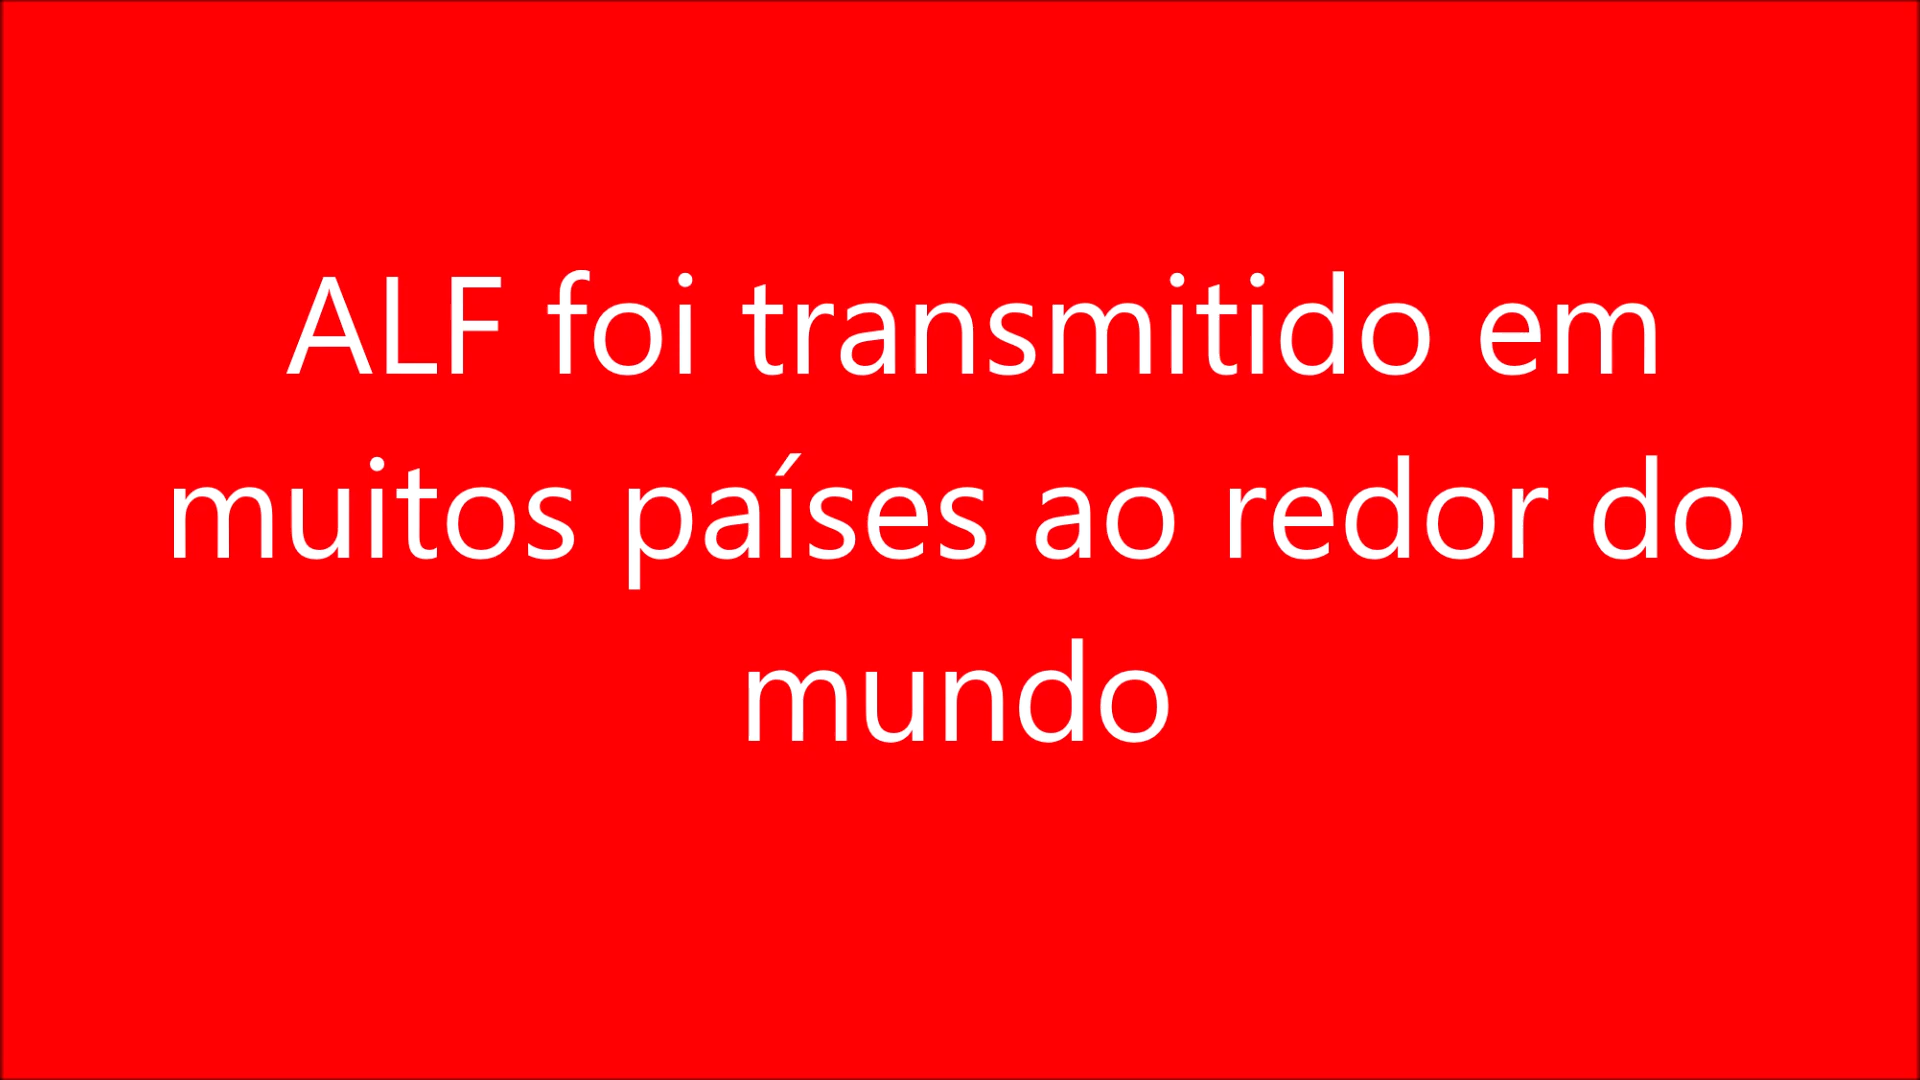 ALF foi transmitido em
muitos países ao redor do
mundo